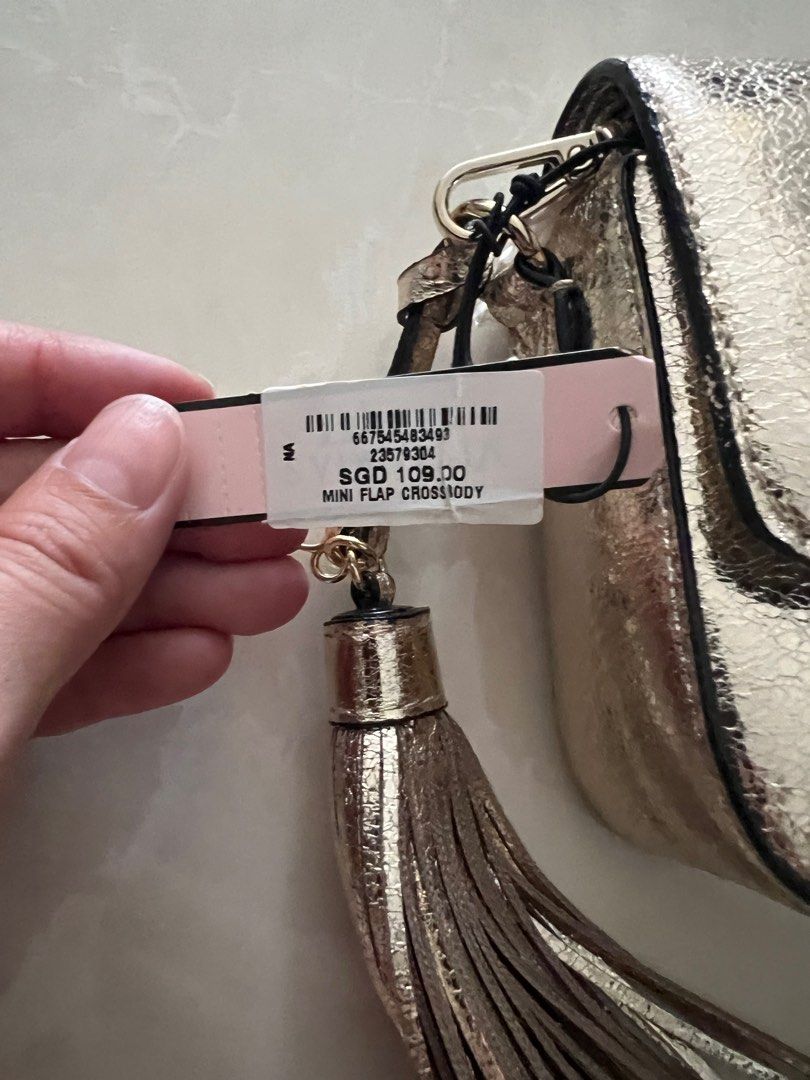 667545483493
23579304
NA
SGD 109.00
MINI FLAP CROSSBODY